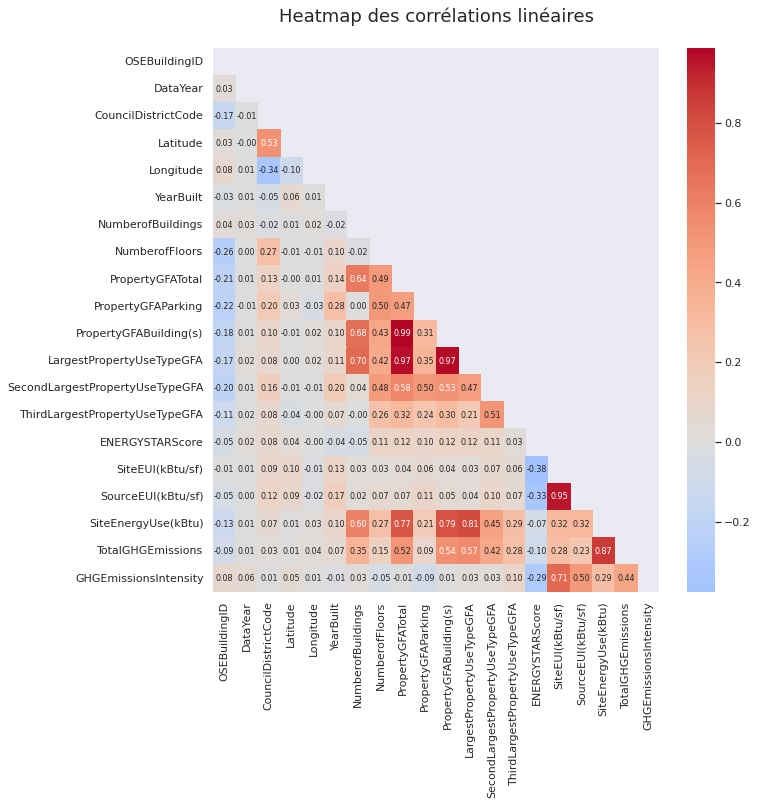 Heatmap des corrélations linéaires
OSEBuildingID
DataYear 0.03
CouncilDistrictCode -0.17 -0.01
Latitude 0.03 -0.00 0.53
Longitude 0.08 0.01 -0.34 -0.10
YearBuilt -0.03 0.01 -0.05 0.06 0.01
NumberofBuildings 0.04 0.03 -0.02 0.01 0.02 -0.02
NumberofFloors -0.26 0.00 0.27 -0.01 -0.01 0.10 -0.02
PropertyGFATotal -0.21 0.01 0.13 -0.00 0.01 0.14 0.64 0.49
PropertyGFAParking -0.22 -0.01 0.20 0.03 -0.03 0.28 0.00 0.50 0.47
PropertyGFABuilding(s) -0.18 0.01 0.10 -0.01 0.02 0.10 0.68 0.43 0.99 0.31
LargestPropertyUseTypeGFA -0.17 0.02 0.08 0.00 0.02 0.11 0.70 0.42 0.97 0.35 0.97
SecondLargestPropertyUseTypeGFA -0.20 0.01 0.16 -0.01 -0.01 0.20 0.04 0.48 0.58 0.50 0.53 0.47
ThirdLargestPropertyUseTypeGFA -0.11 0.02 0.08 -0.04 -0.00 0.07 -0.00 0.26 0.32 0.24 0.30 0.21 0.51
ENERGYSTARScore -0.05 0.02 0.08 0.04 -0.00 -0.04 -0.05 0.11 0.12 0.10 0.12 0.12 0.11 0.03
SiteEUI(kBtu/sf) -0.01 0.01 0.09 0.10 -0.01 0.13 0.03 0.03 0.04 0.06 0.04 0.03 0.07 0.06 -0.38
SourceEUI(kBtu/sf) -0.05 0.00 0.12 0.09 -0.02 0.17 0.02 0.07 0.07 0.11 0.05 0.04 0.10 0.07 -0.33 0.95
SiteEnergyUse(kBtu) -0.13 0.01 0.07 0.01 0.03 0.10 0.60 0.27 0.77 0.21 0.79 0.81 0.45 0.29 -0.07 0.32 0.32
TotalGHGEmissions -0.09 0.01 0.03 0.01 0.04 0.07 0.35 0.15 0.52 0.09 0.54 0.57 0.42 0.28 -0.10 0.28 0.23 0.87
GHGEmissionsIntensity 0.08 0.06 0.01 0.05 0.01 -0.01 0.03 -0.05 -0.01 -0.09 0.01 0.03 0.03 0.10 -0.29 0.71 0.50 0.29 0.44
OSEBuildingID
DataYear
CouncilDistrictCode
Latitude
Longitude
YearBuilt
NumberofBuildings
NumberofFloors
PropertyGFATotal
PropertyGFAParking
PropertyGFABuilding(s)
LargestPropertyUseTypeGFA
SecondLargestPropertyUseTypeGFA
ThirdLargestPropertyUseTypeGFA
ENERGYSTARScore
SiteEUI(kBtu/sf)
SourceEUI(kBtu/sf)
SiteEnergyUse(kBtu)
TotalGHGEmissions
GHGEmissionsIntensity
0.8
0.6
0.4
0.2
0.0
−0.2